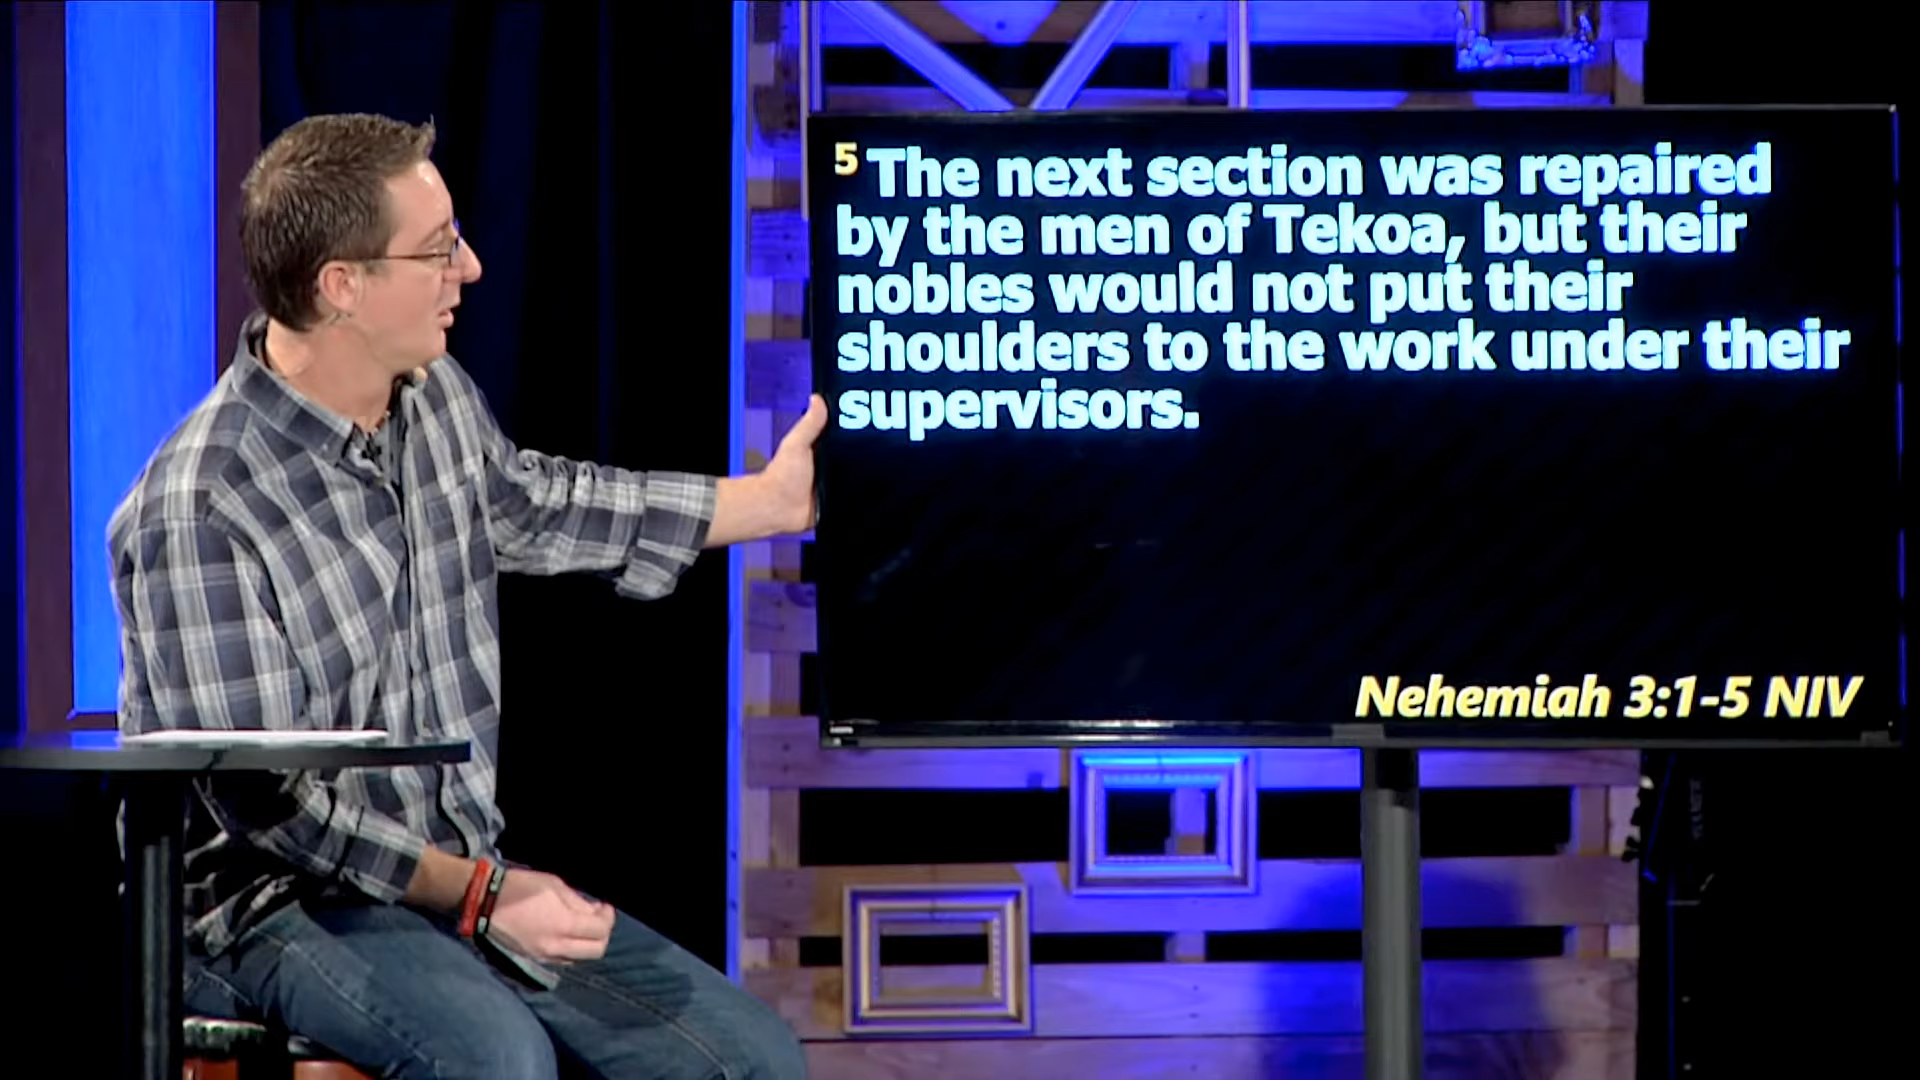 5 The next section was repaired
by the men of Tekoa, but their
nobles would not put their
shoulders to the work under their
supervisors.
Nehemiah 3:1-5 NIV